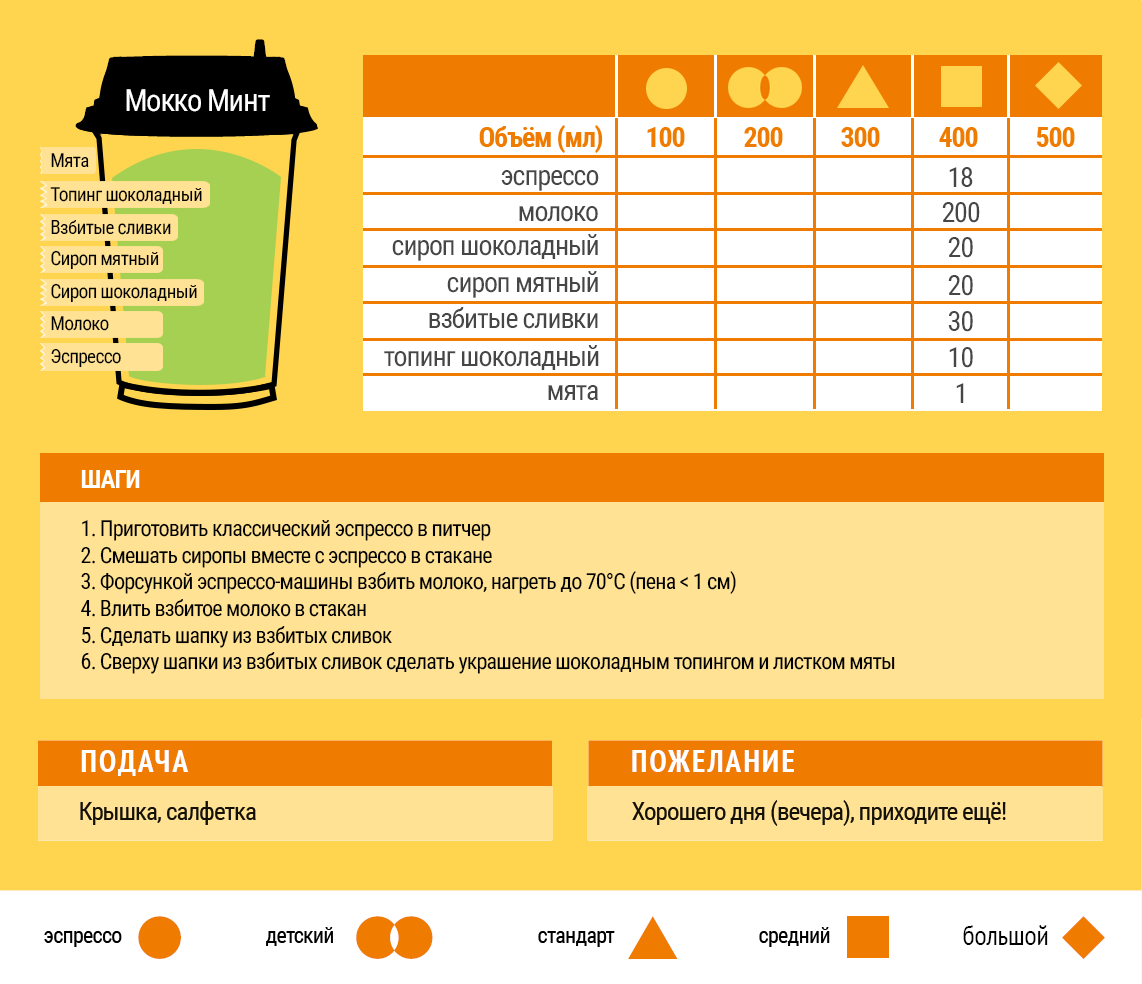 Мокко Минт
Мята
Топинг шоколадный
Взбитые сливки
Сироп мятный
Сироп шоколадный
Молоко
Эспрессо
Объём (мл) 100 200 300 400 500
эспрессо 18
молоко 200
сироп шоколадный 20
сироп мятный 20
взбитые сливки 30
топинг шоколадный 10
мята 1
ШАГИ
1. Приготовить классический эспрессо в питчер
2. Смешать сиропы вместе с эспрессо в стакане
3. Форсункой эспрессо-машины взбить молоко, нагреть до 70°С (пена < 1 см)
4. Влить взбитое молоко в стакан
5. Сделать шапку из взбитых сливок
6. Сверху шапки из взбитых сливок сделать украшение шоколадным топингом и листком мяты
ПОДАЧА
Крышка, салфетка
ПОЖЕЛАНИЕ
Хорошего дня (вечера), приходите ещё!
эспрессо детский стандарт средний большой